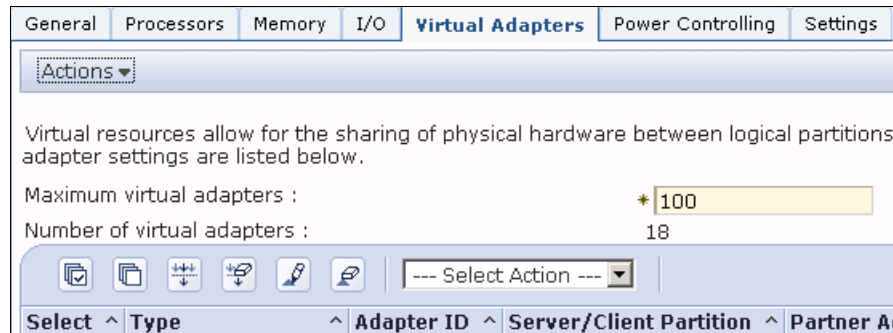 General Processors Memory I/O Virtual Adapters Power Controlling Settings
Actions
Virtual resources allow for the sharing of physical hardware between logical partitions
adapter settings are listed below.
Maximum virtual adapters : * 100
Number of virtual adapters : 18
--- Select Action ---
Select ^ Type ^ Adapter ID ^ Server/Client Partition ^ Partner A